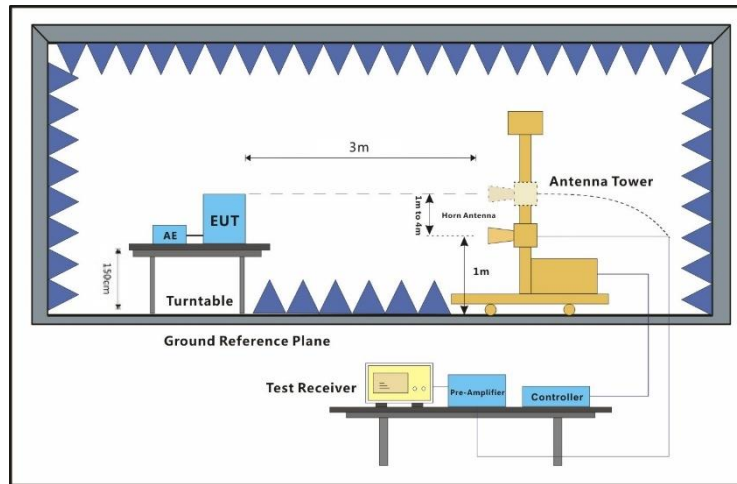 3m
Antenna Tower
1m to 4m
Horn Antenna
EUT
AE
150cm
1m
Turntable
Ground Reference Plane
Test Receiver
Pre-Amplifier
Controller